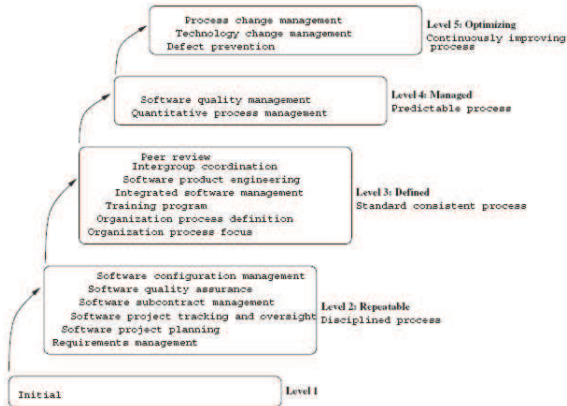 Process change management
Technology change management
Defect prevention
Level 5: Optimizing
Continuously improving
process
Software quality management
Quantitative process management
Level 4: Managed
Predictable process
Peer review
Intergroup coordination
Software product engineering
Integrated software management
Training program
Organization process definition
Organization process focus
Level 3: Defined
Standard consistent process
Software configuration management
Software quality assurance
Software subcontract management
Software project tracking and oversight
Software project planning
Requirements management
Level 2: Repeatable
Disciplined process
Initial
Level 1